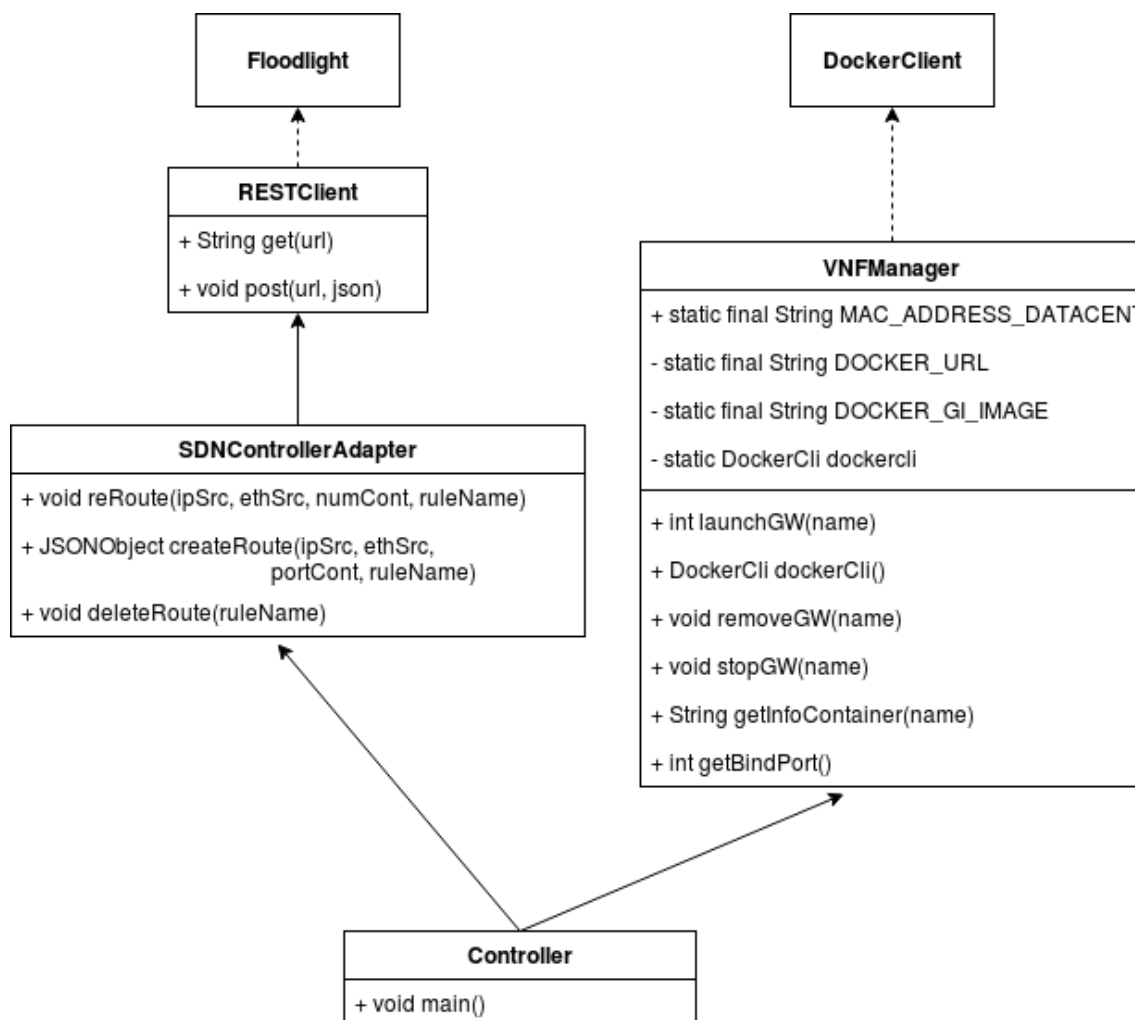 Floodlight
DockerClient
RESTClient
+ String get(url)
+ void post(url, json)
VNFManager
+ static final String MAC_ADDRESS_DATACENT
- static final String DOCKER_URL
- static final String DOCKER_GI_IMAGE
- static DockerCli dockercli
+ int launchGW(name)
+ DockerCli dockerCli()
+ void removeGW(name)
+ void stopGW(name)
+ String getInfoContainer(name)
+ int getBindPort()
SDNControllerAdapter
+ void reRoute(ipSrc, ethSrc, numCont, ruleName)
+ JSONObject createRoute(ipSrc, ethSrc,
portCont, ruleName)
+ void deleteRoute(ruleName)
Controller
+ void main()